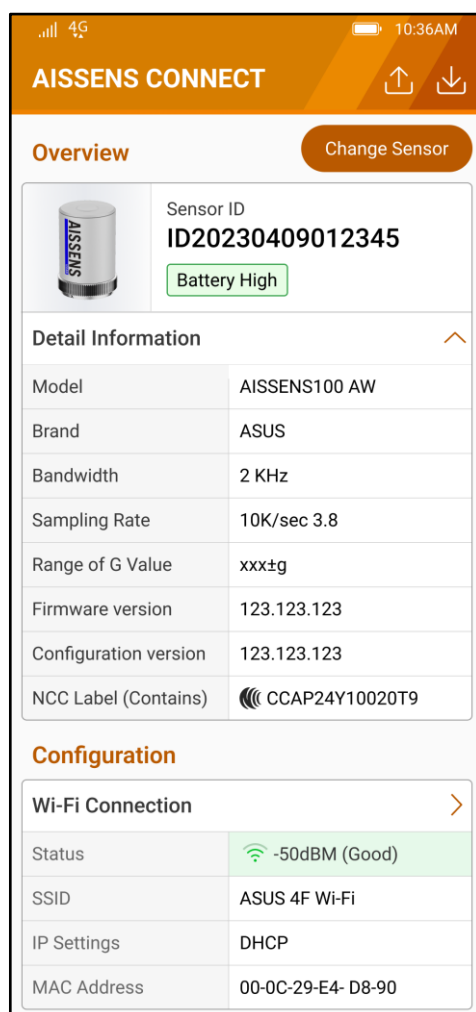 4G 10:36AM
AISSENS CONNECT
Overview
Change Sensor
AISSENS
Sensor ID
ID20230409012345
Battery High
Detail Information
Model AISSENS100 AW
Brand ASUS
Bandwidth 2 KHz
Sampling Rate 10K/sec 3.8
Range of G Value xxx±g
Firmware version 123.123.123
Configuration version 123.123.123
NCC Label (Contains) CCAP24Y10020T9
Configuration
Wi-Fi Connection
Status -50dBM (Good)
SSID ASUS 4F Wi-Fi
IP Settings DHCP
MAC Address 00-0C-29-E4- D8-90